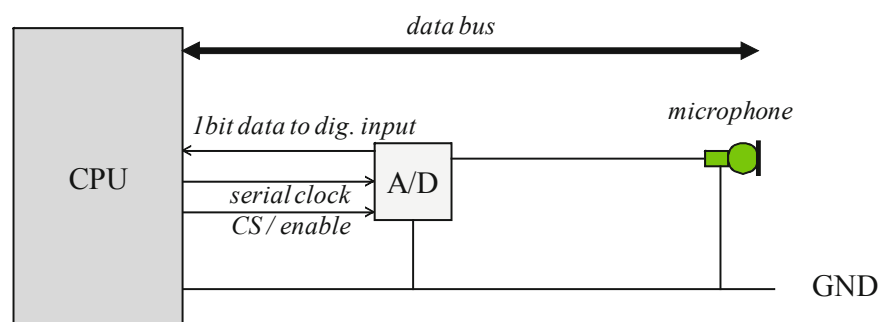 data bus
1bit data to dig. input
microphone
CPU
A/D
serial clock
CS / enable
GND